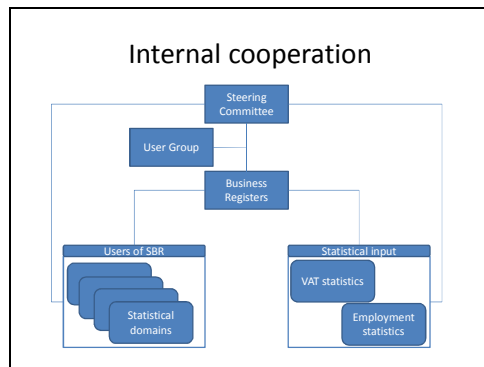 Internal cooperation
Steering
Committee
User Group
Business
Registers
Users of SBR
Statistical input
VAT statistics
Statistical
domains
Employment
statistics